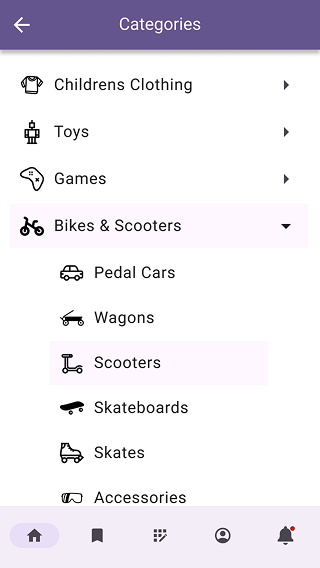 Categories
Childrens Clothing
Toys
Games
Bikes & Scooters
Pedal Cars
Wagons
Scooters
Skateboards
Skates
Accessories